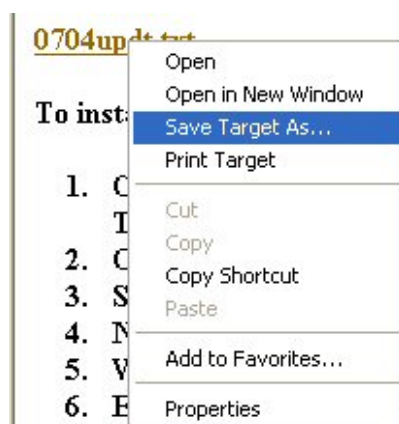 0704updt.txt
To inst
1. C
T
2. C
3. S
4. N
5. V
6. E
Open
Open in New Window
Save Target As...
Print Target
Cut
Copy
Copy Shortcut
Paste
Add to Favorites...
Properties